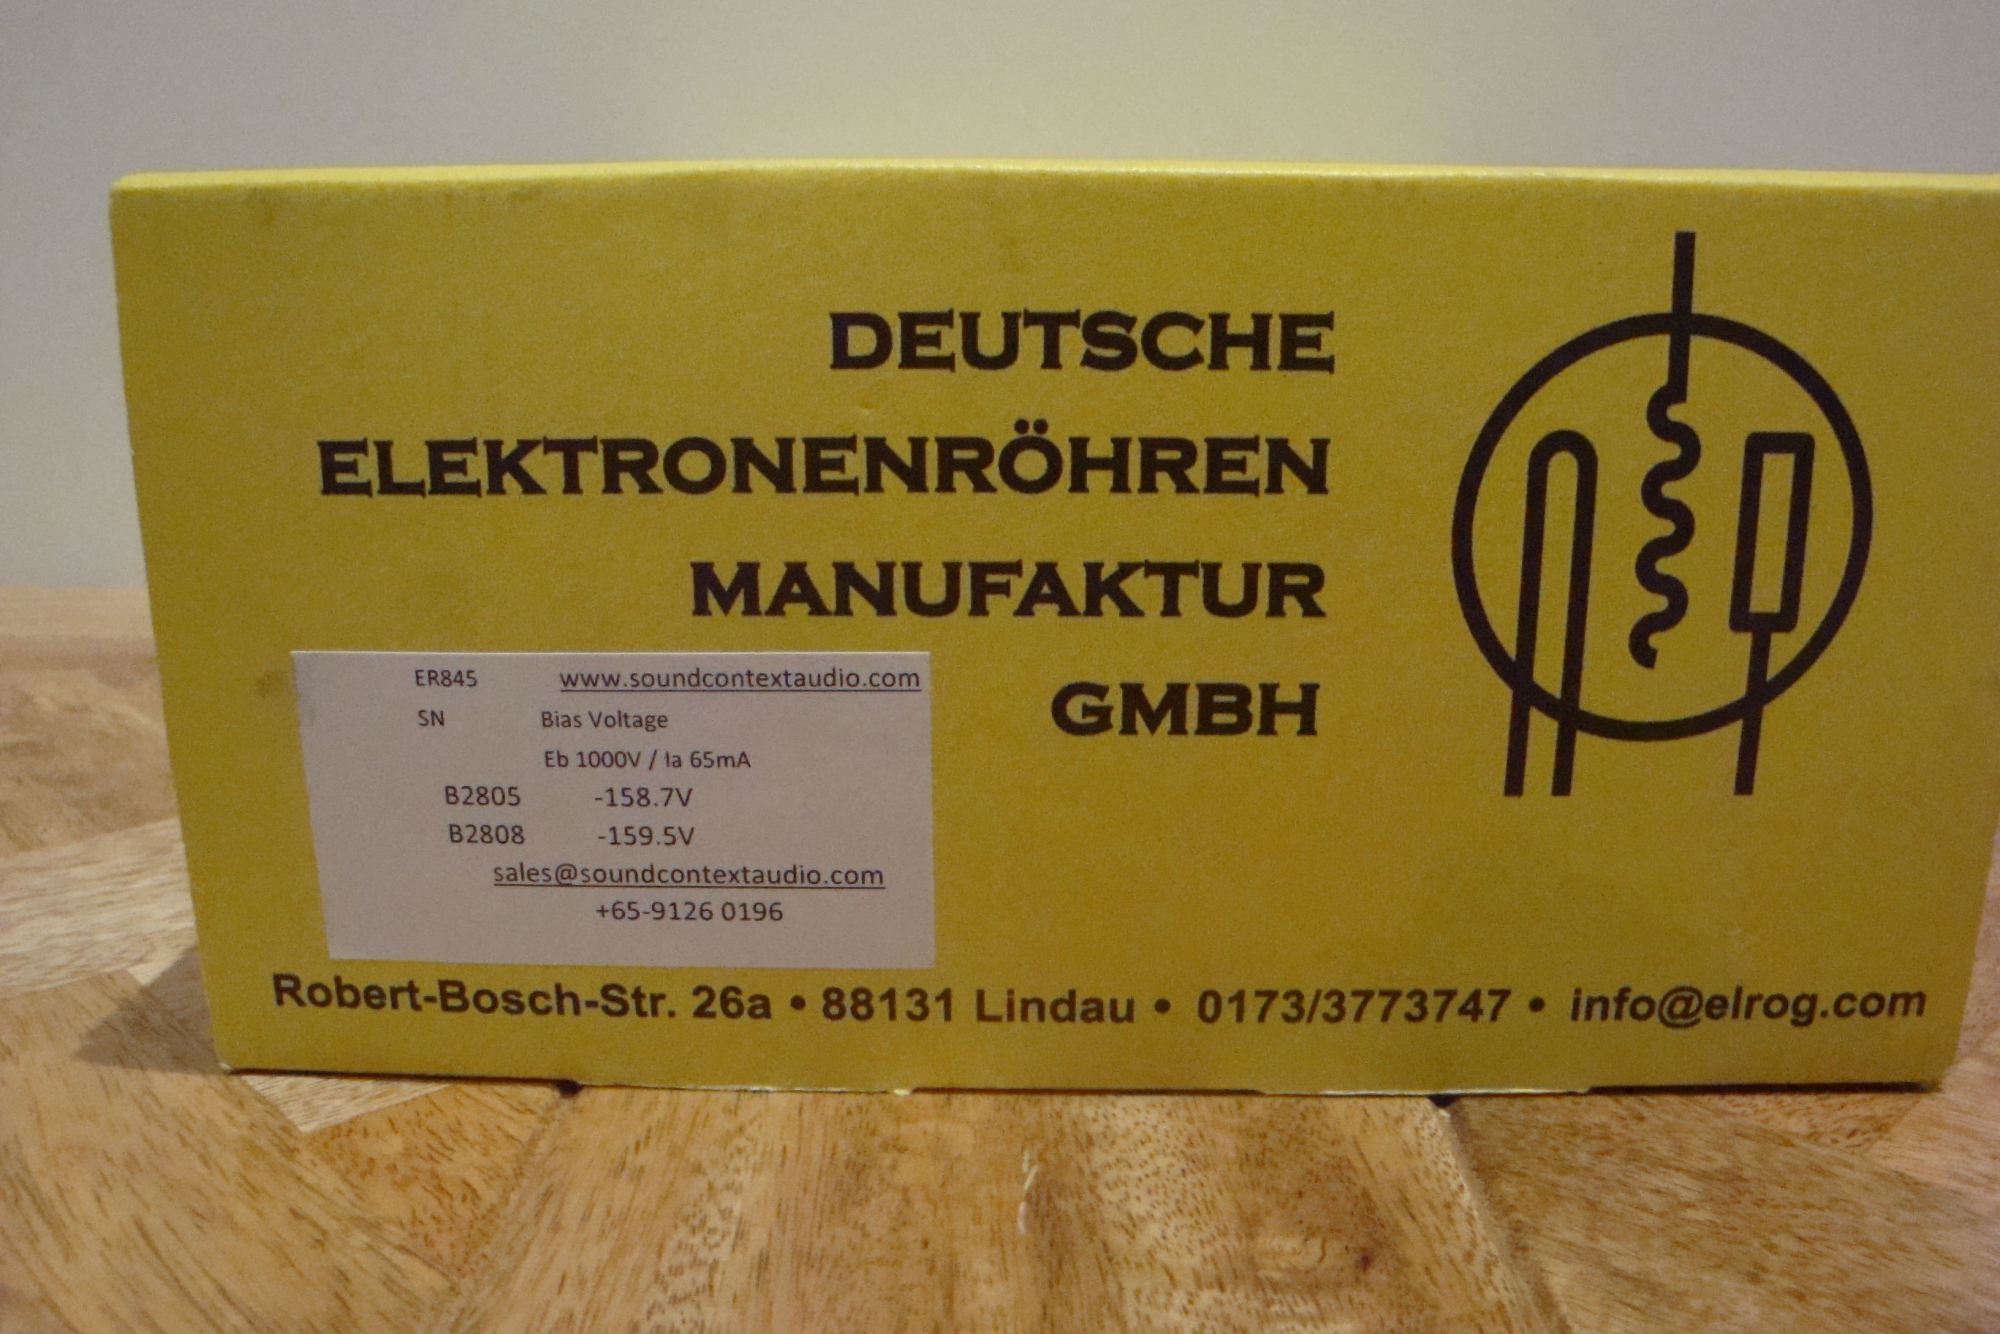 DEUTSCHE
ELEKTRONENRÖHREN
MANUFAKTUR
GMBH
ER845 www.soundcontextaudio.com
SN Bias Voltage
Eb 1000V / Ia 65mA
B2805 -158.7V
B2808 -159.5V
sales@soundcontextaudio.com
+65-9126 0196
Robert-Bosch-Str. 26a • 88131 Lindau • 0173/3773747 • info@elrog.com